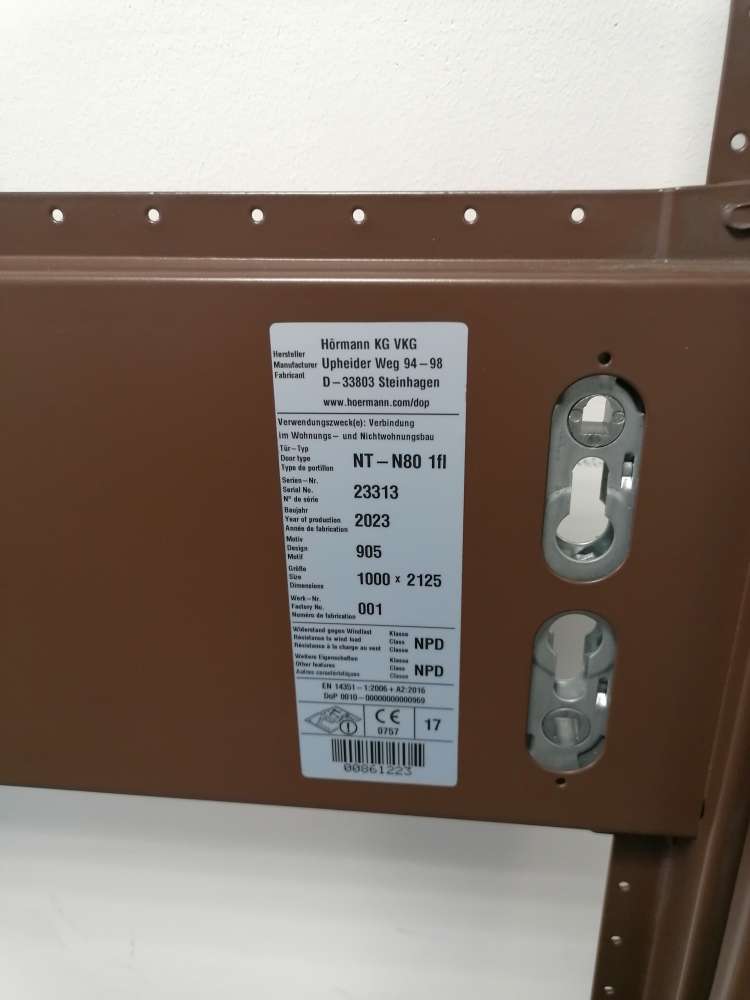 Hersteller
Manufacturer
Fabricant
Hörmann KG VKG
Upheider Weg 94-98
D-33803 Steinhagen
www.hoermann.com/dop
Verwendungszweck(e): Verbindung
im Wohnungs- und Nichtwohnungsbau
Tür-Typ
Door type
Type de portillon
NT-N80 1fl
Serien-Nr.
Serial No.
N° de série
23313
Baujahr
Year of production
Année de fabrication
2023
Motiv
Design
Motif
905
Größe
Size
Dimensions
1000 x 2125
Werk-Nr.
Factory No.
Numéro de fabrication
001
Widerstand gegen Windlast
Resistance to wind load
Résistance à la charge au vent
Klasse
Class
Classe
NPD
Weitere Eigenschaften
Other features
Autres caractéristiques
Klasse
Class
Classe
NPD
EN 14351-1:2006+A2:2016
DoP 0010-00000000000969
CE
0757
17
00861223